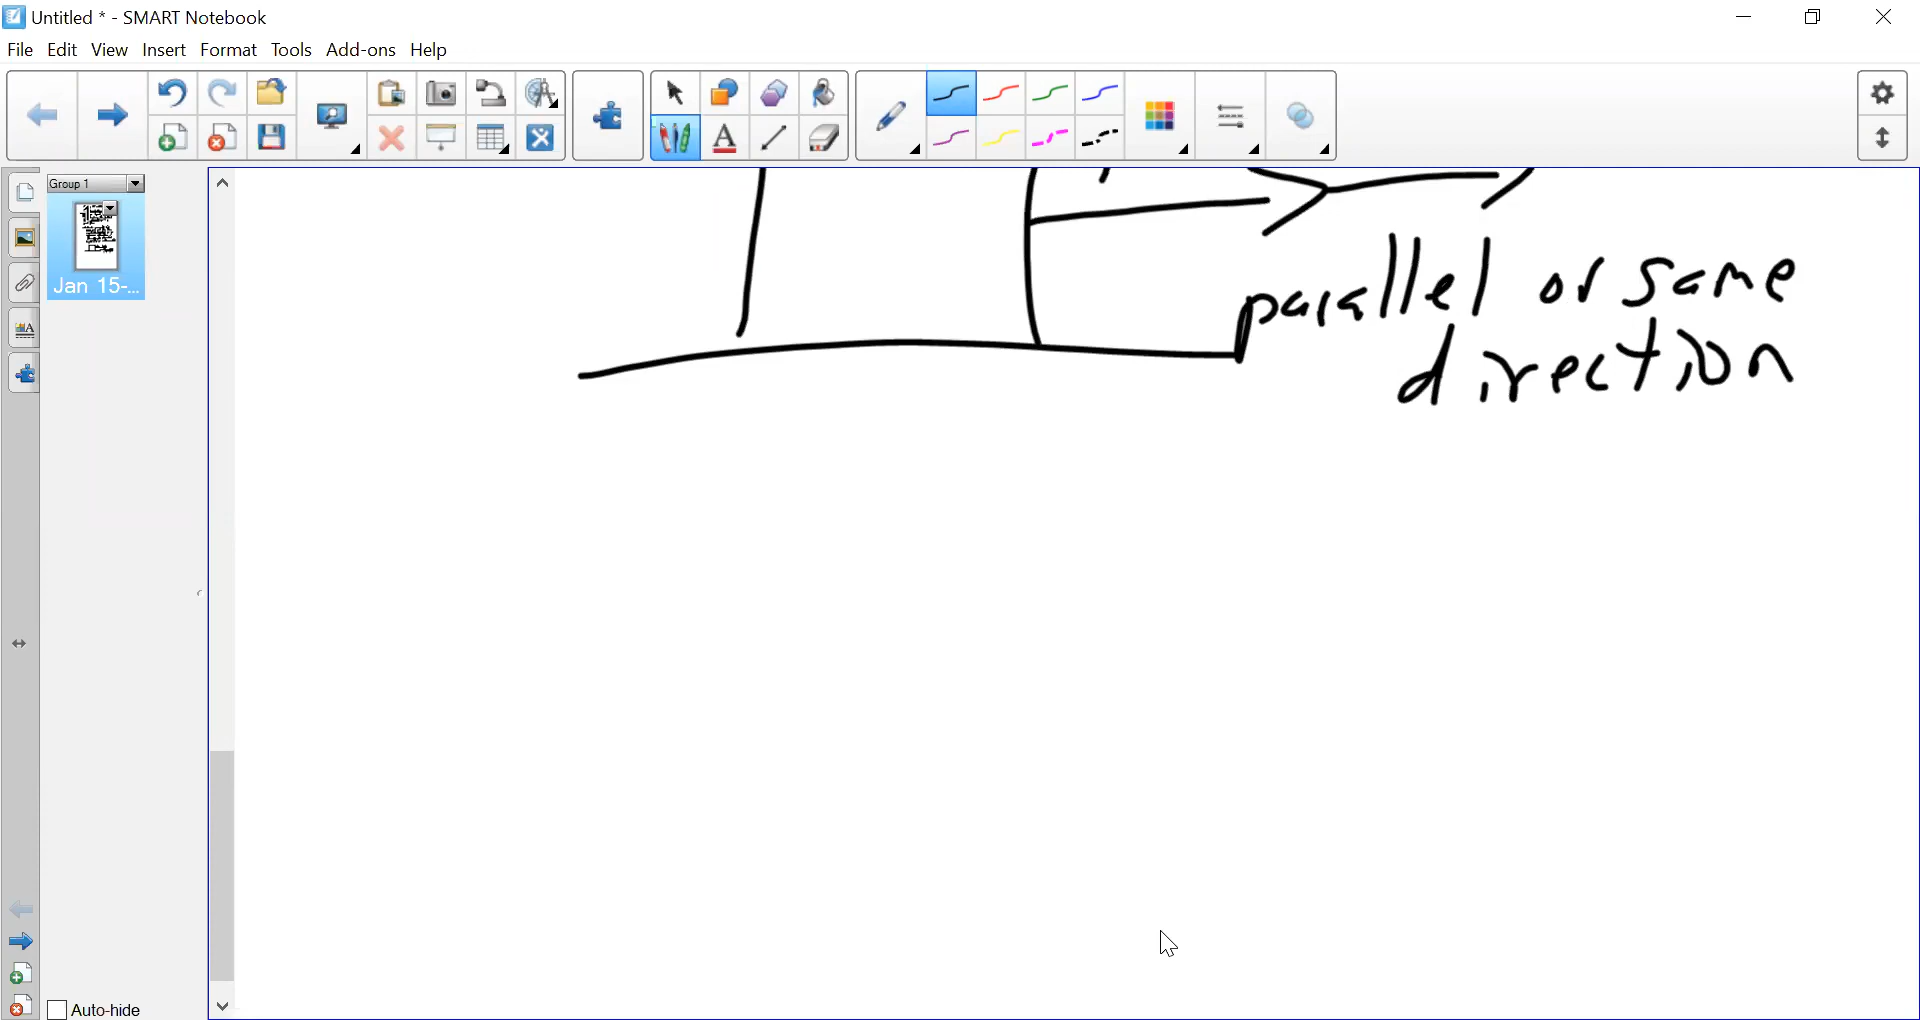 Untitled * - SMART Notebook
File Edit View Insert Format Tools Add-ons Help
Group 1
Jan 15-...
parallel or same
direction
Auto-hide